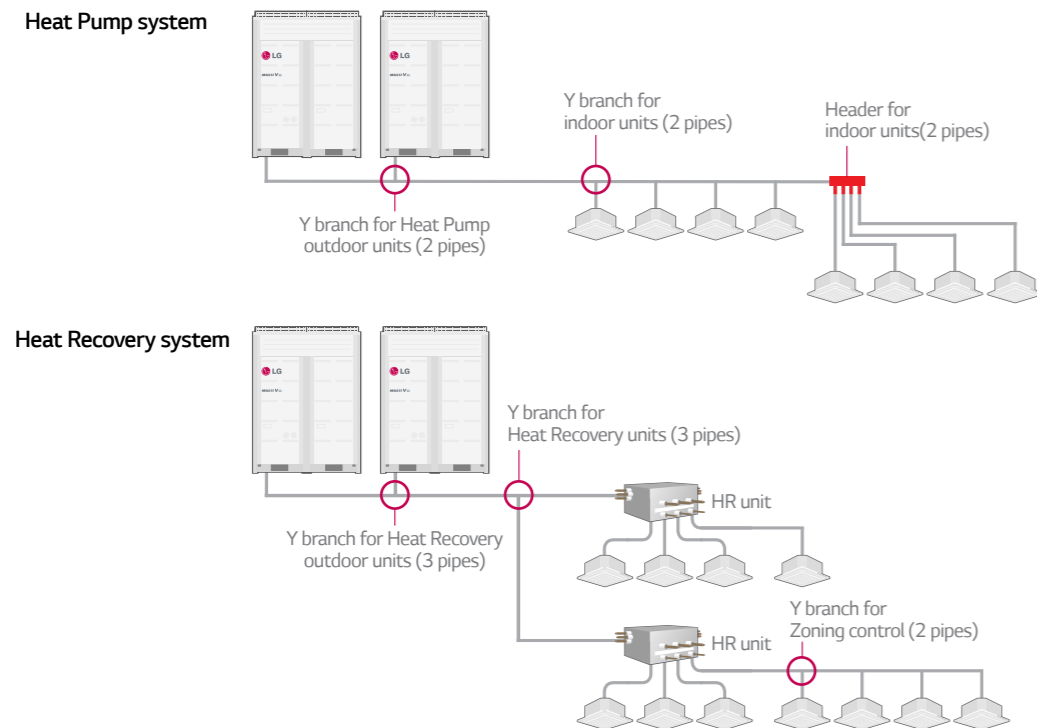 Heat Pump system
LG
LG
Y branch for
indoor units (2 pipes)
Header for
indoor units(2 pipes)
Y branch for Heat Pump
outdoor units (2 pipes)
Heat Recovery system
LG
LG
Y branch for
Heat Recovery units (3 pipes)
HR unit
Y branch for Heat Recovery
outdoor units (3 pipes)
Y branch for
Zoning control (2 pipes)
HR unit